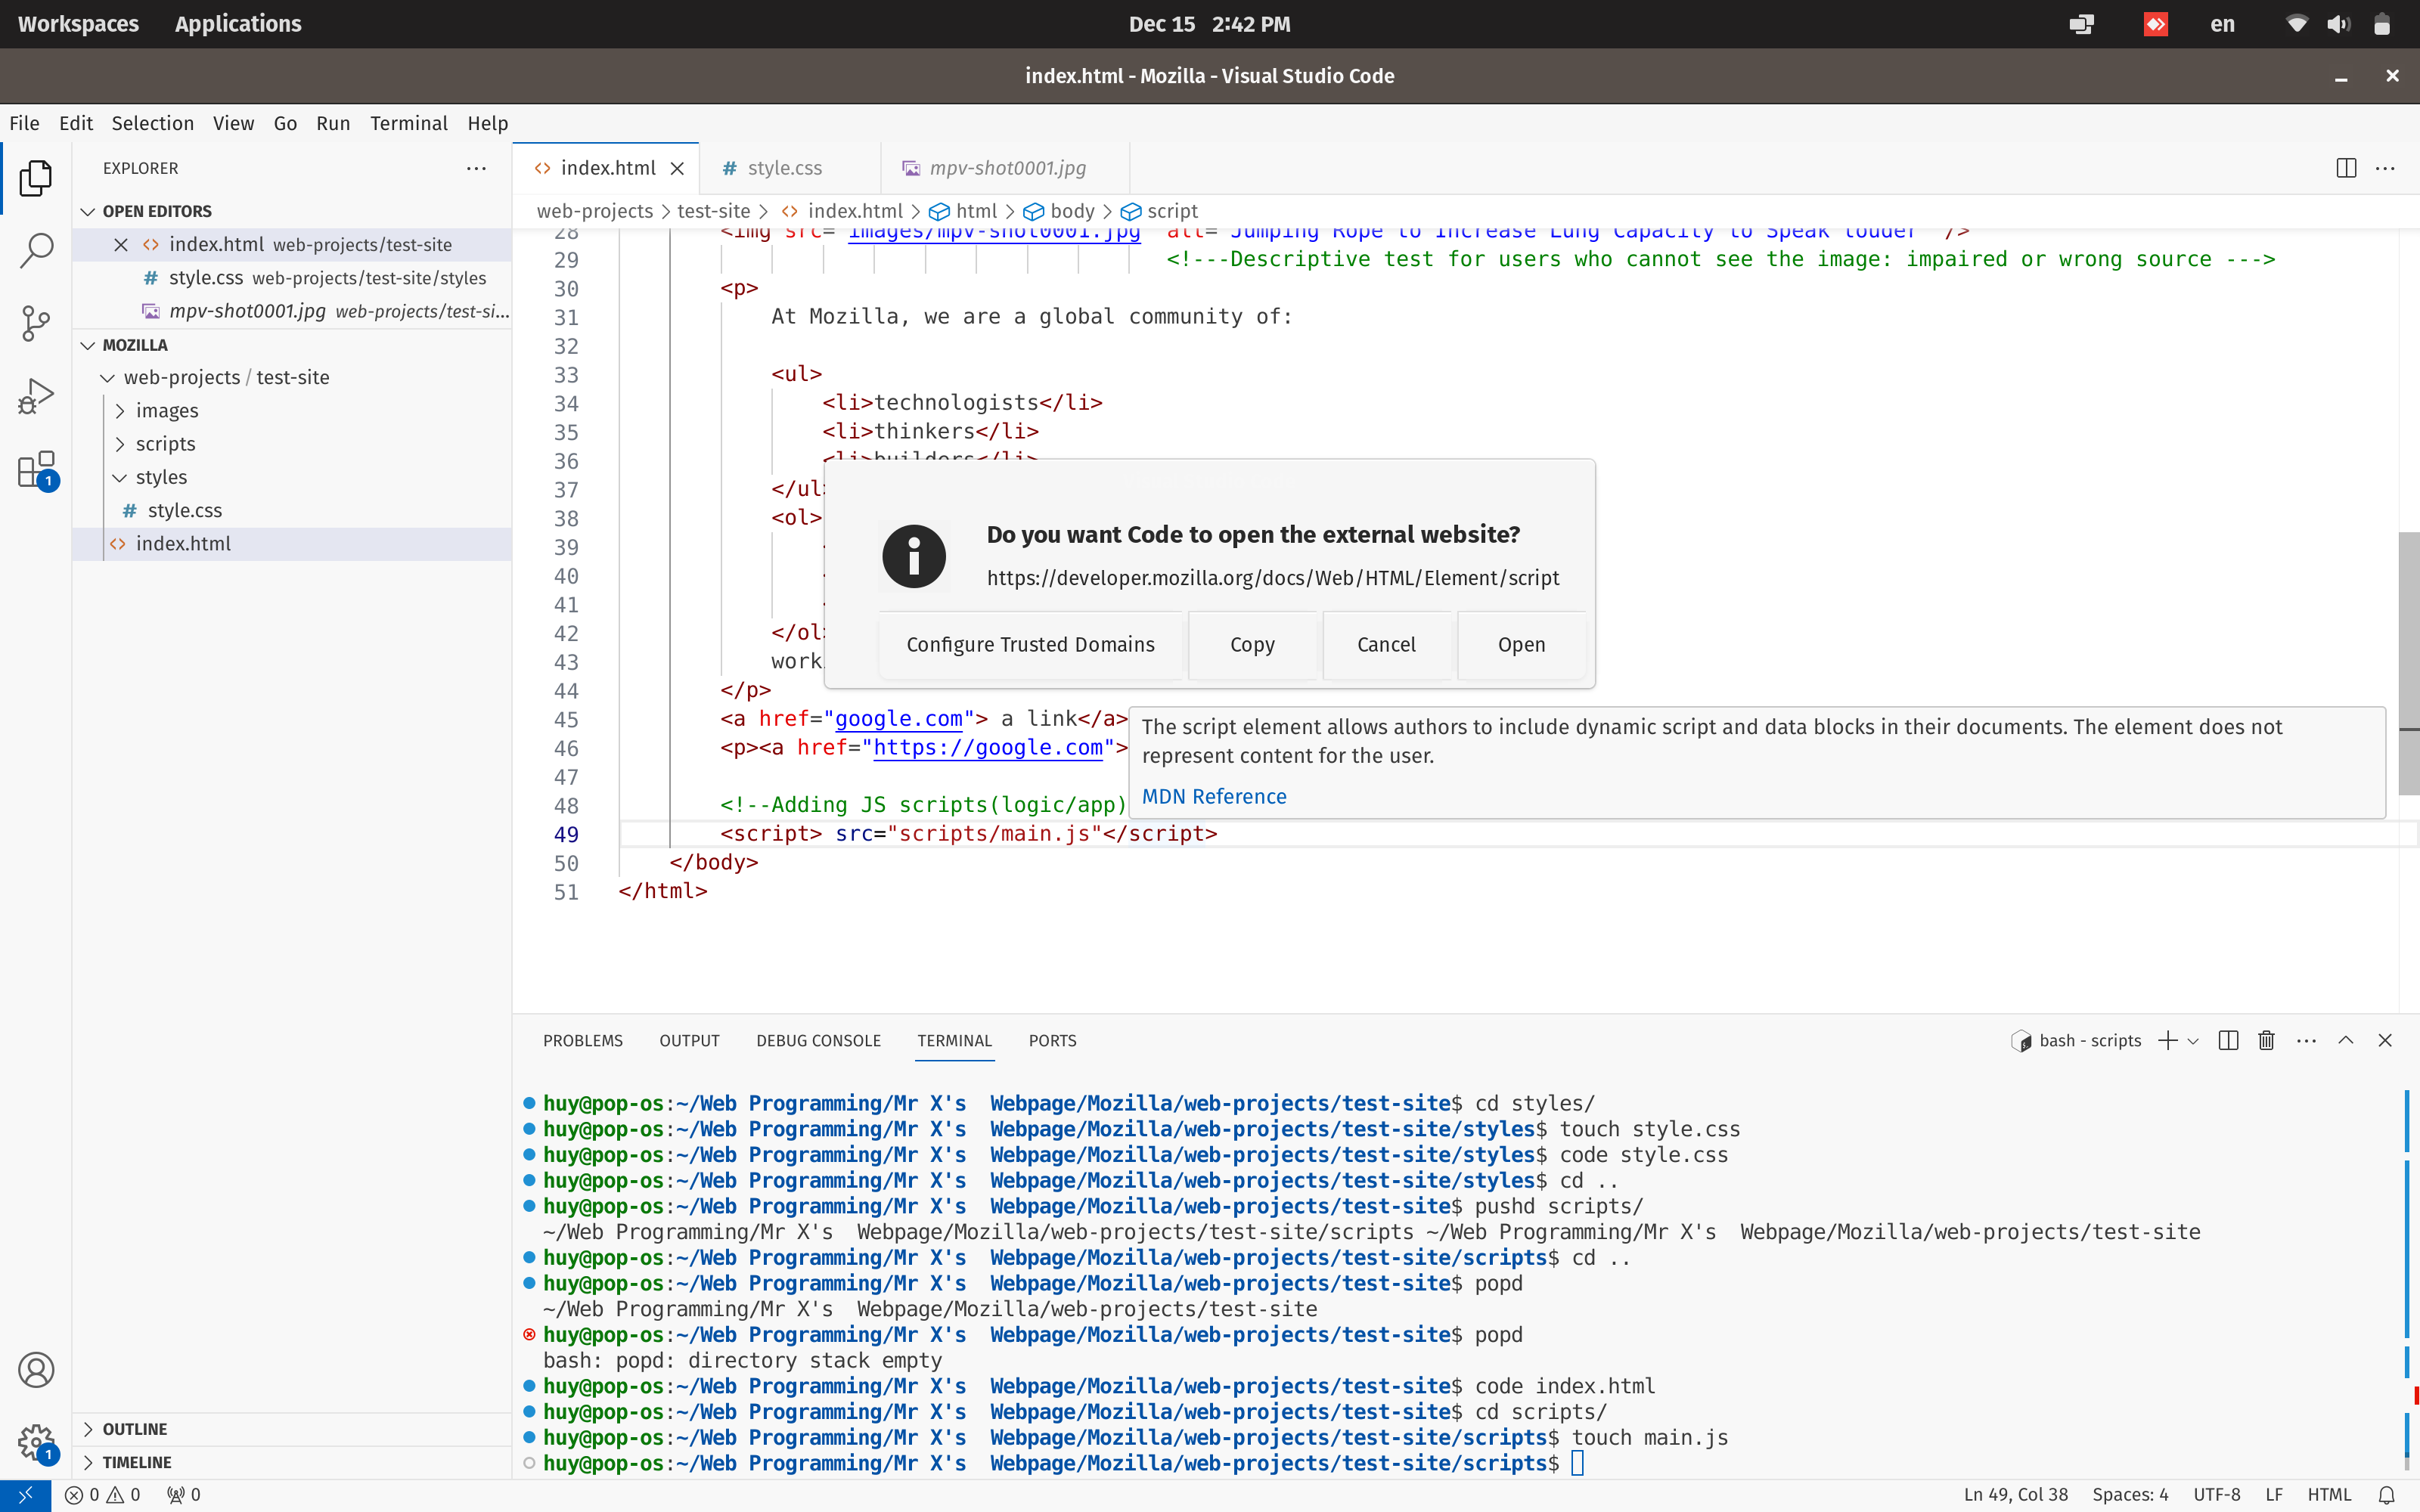 Workspaces Applications Dec 15 2:42 PM en
index.html - Mozilla - Visual Studio Code
File Edit Selection View Go Run Terminal Help
EXPLORER
OPEN EDITORS
index.html web-projects/test-site
style.css web-projects/test-site/styles
mpv-shot0001.jpg web-projects/test-si...
MOZILLA
web-projects / test-site
images
scripts
styles
style.css
index.html
OUTLINE
TIMELINE
index.html style.css mpv-shot0001.jpg
web-projects > test-site > index.html > html > body > script
28 <img src="images/mpv-shot0001.jpg" alt="Jumping Rope to Increase Lung Capacity to Speak louder" />
29 <!---Descriptive test for users who cannot see the image: impaired or wrong source --->
30 <p>
31 At Mozilla, we are a global community of:
32
33 <ul>
34 <li>technologists</li>
35 <li>thinkers</li>
36 <li>builders</li>
37 </ul>
38 <ol>
39
40
41
42 </ol>
43 work
44 </p>
45 <a href="google.com"> a link</a>
46 <p><a href="https://google.com">
47
48 <!--Adding JS scripts(logic/app)
49 <script> src="scripts/main.js"</script>
50 </body>
51 </html>
Do you want Code to open the external website?
https://developer.mozilla.org/docs/Web/HTML/Element/script
Configure Trusted Domains Copy Cancel Open
The script element allows authors to include dynamic script and data blocks in their documents. The element does not
represent content for the user.
MDN Reference
PROBLEMS OUTPUT DEBUG CONSOLE TERMINAL PORTS bash - scripts
huy@pop-os:~/Web Programming/Mr X's  Webpage/Mozilla/web-projects/test-site$ cd styles/
huy@pop-os:~/Web Programming/Mr X's  Webpage/Mozilla/web-projects/test-site/styles$ touch style.css
huy@pop-os:~/Web Programming/Mr X's  Webpage/Mozilla/web-projects/test-site/styles$ code style.css
huy@pop-os:~/Web Programming/Mr X's  Webpage/Mozilla/web-projects/test-site/styles$ cd ..
huy@pop-os:~/Web Programming/Mr X's  Webpage/Mozilla/web-projects/test-site$ pushd scripts/
~/Web Programming/Mr X's  Webpage/Mozilla/web-projects/test-site/scripts ~/Web Programming/Mr X's  Webpage/Mozilla/web-projects/test-site
huy@pop-os:~/Web Programming/Mr X's  Webpage/Mozilla/web-projects/test-site/scripts$ cd ..
huy@pop-os:~/Web Programming/Mr X's  Webpage/Mozilla/web-projects/test-site$ popd
~/Web Programming/Mr X's  Webpage/Mozilla/web-projects/test-site
huy@pop-os:~/Web Programming/Mr X's  Webpage/Mozilla/web-projects/test-site$ popd
bash: popd: directory stack empty
huy@pop-os:~/Web Programming/Mr X's  Webpage/Mozilla/web-projects/test-site$ code index.html
huy@pop-os:~/Web Programming/Mr X's  Webpage/Mozilla/web-projects/test-site$ cd scripts/
huy@pop-os:~/Web Programming/Mr X's  Webpage/Mozilla/web-projects/test-site/scripts$ touch main.js
huy@pop-os:~/Web Programming/Mr X's  Webpage/Mozilla/web-projects/test-site/scripts$
1
1
0 0 0 Ln 49, Col 38 Spaces: 4 UTF-8 LF HTML